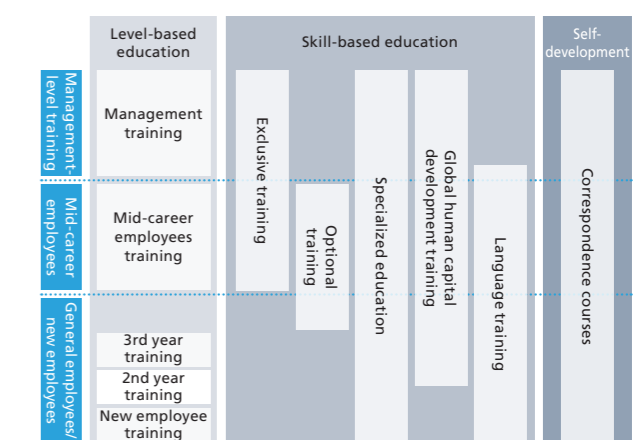 Level-based
education
Skill-based education
Self-
development
Management-
level training
Management
training
Mid-career
employees
Mid-career
employees
training
General employees/
new employees
3rd year
training
2nd year
training
New employee
training
Exclusive training
Optional
training
Specialized education
Global human capital
development training
Language training
Correspondence courses